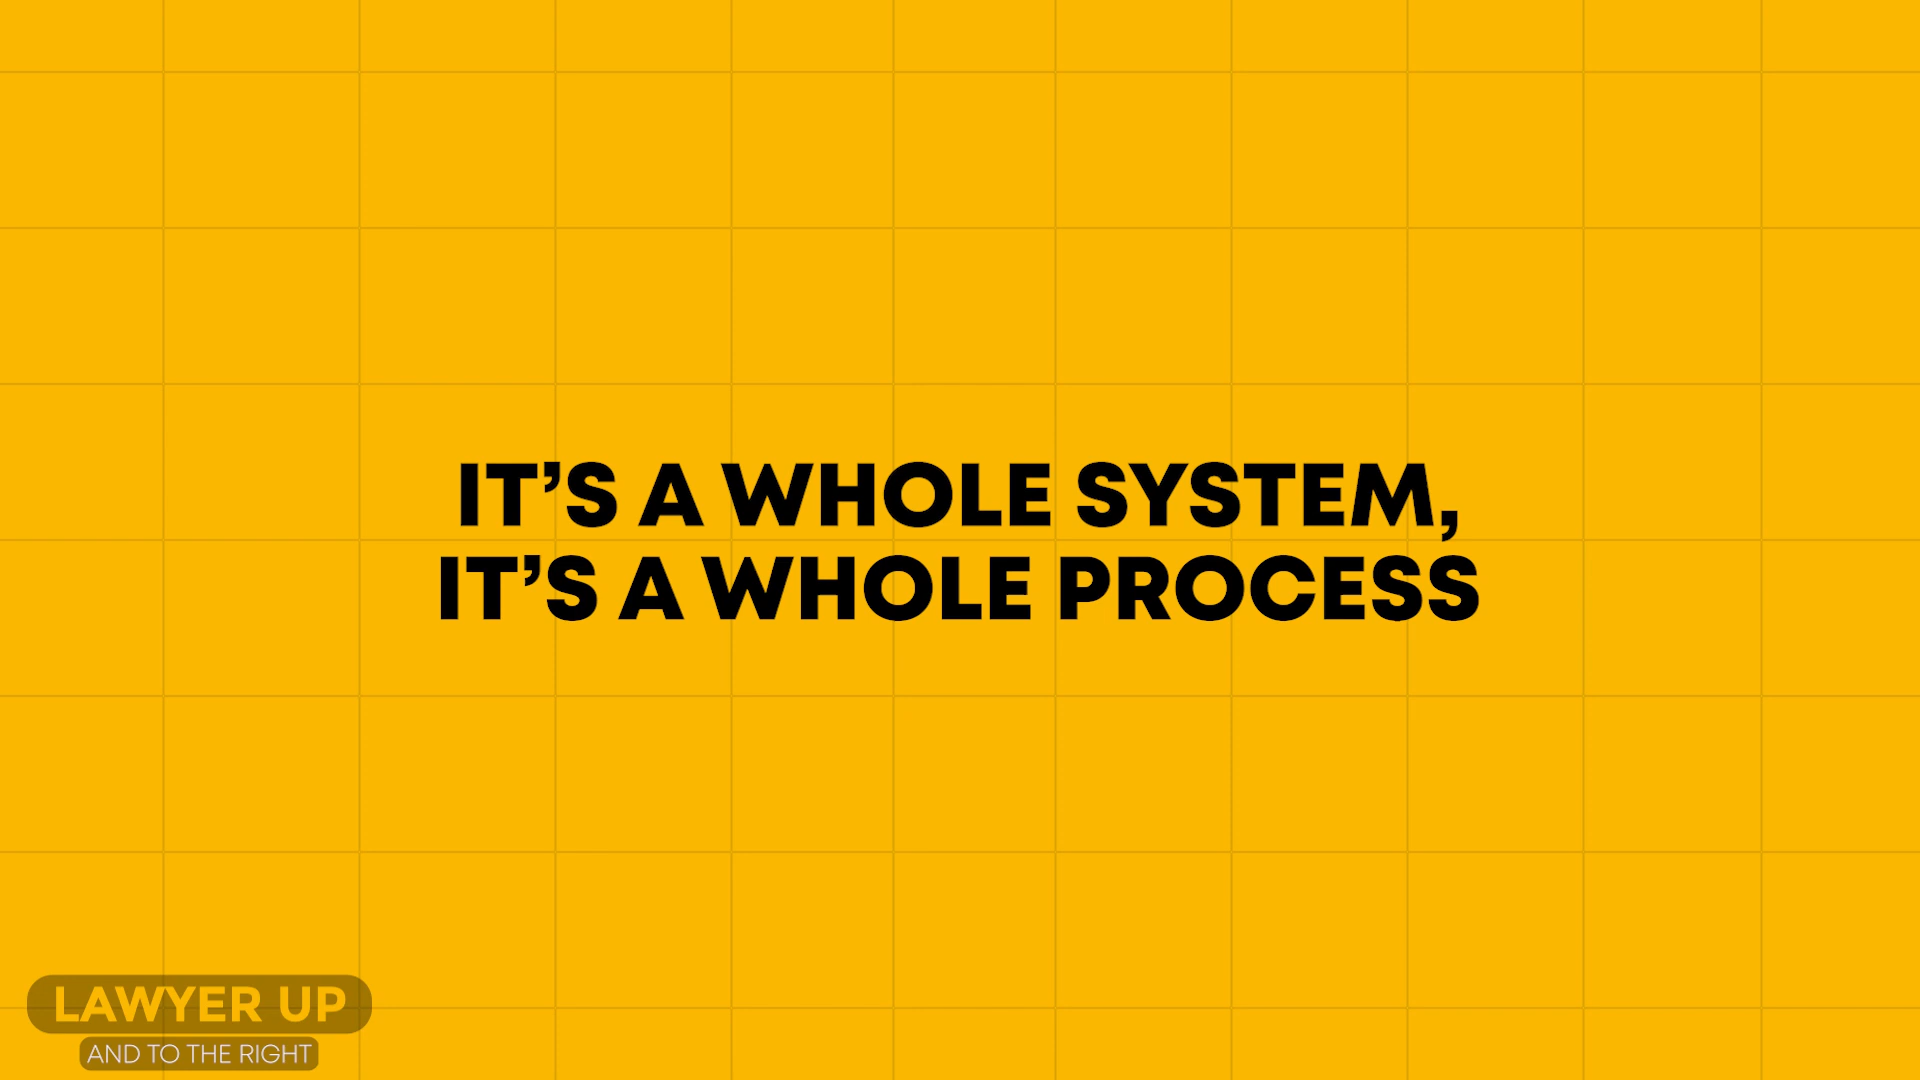 IT’S A WHOLE SYSTEM,
IT’S A WHOLE PROCESS
LAWYER UP
AND TO THE RIGHT